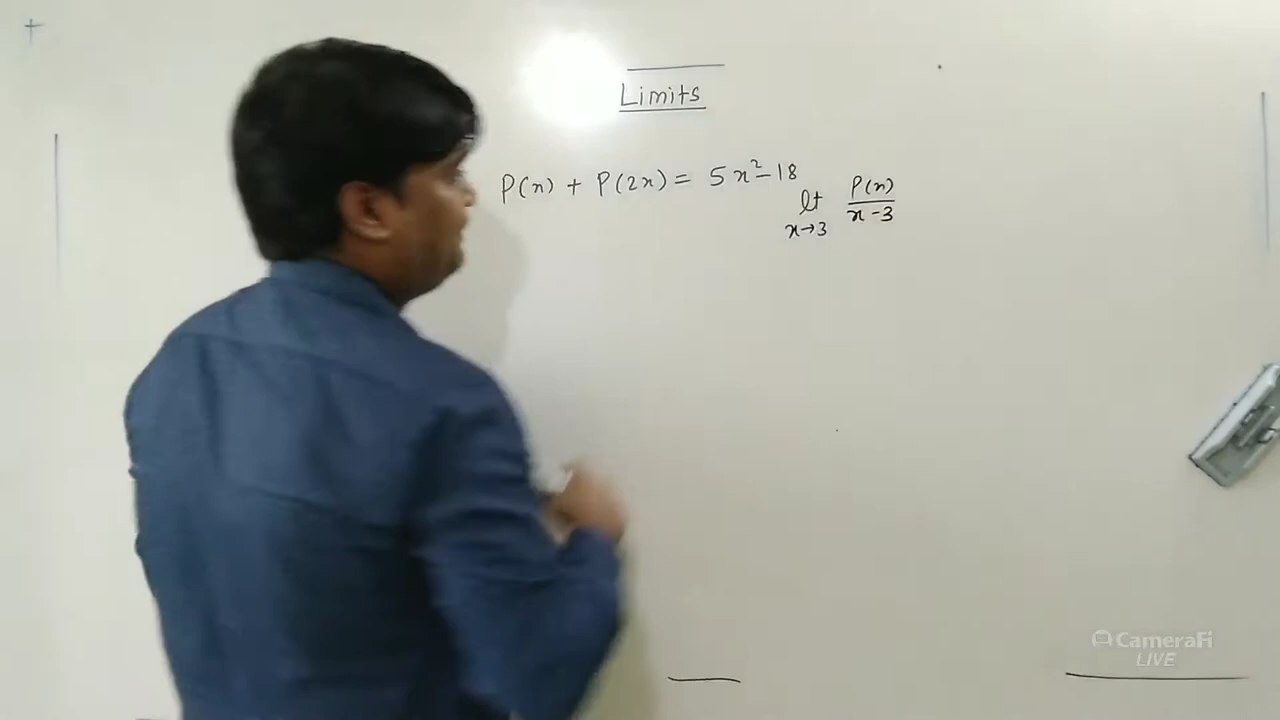 Limits
P(x) + P(2x) = 5x²-18
lt x→3 P(x)/x-3
CameraFi
LIVE